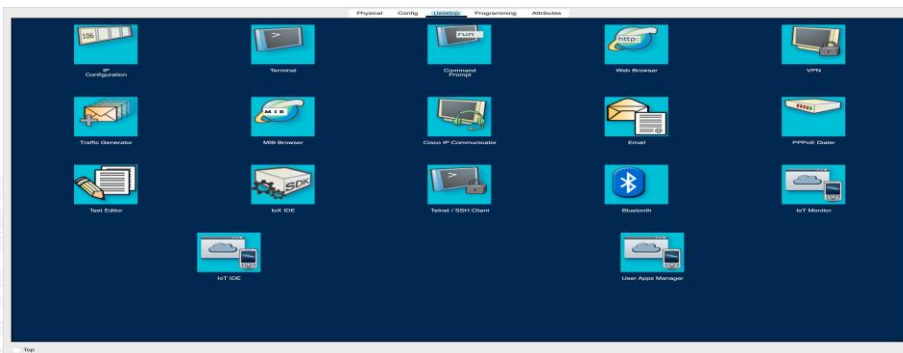 Physical Config Desktop Programming Attributes
106
>
run
http:
IP
Configuration
Terminal
Command
Prompt
Web Browser
VPN
MIB
Traffic Generator
MIB Browser
Cisco IP Communicator
Email
PPPoE Dialer
SDK
>
Text Editor
IoX IDE
Telnet / SSH Client
Bluetooth
IoT Monitor
IoT IDE
User Apps Manager
Top